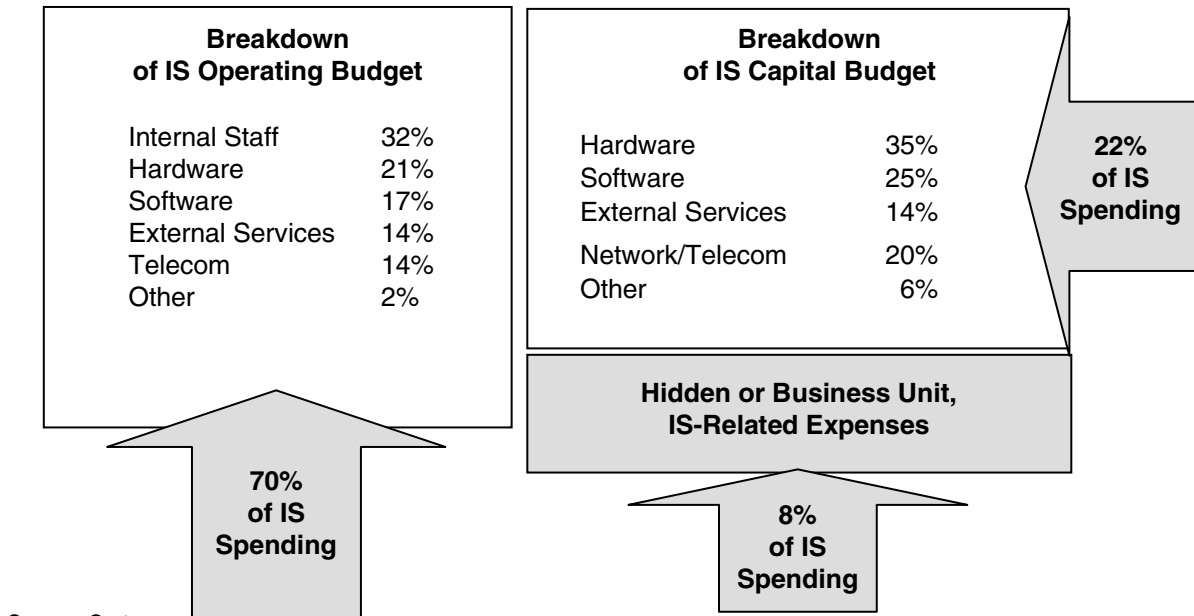 Breakdown
of IS Operating Budget
Internal Staff 32%
Hardware 21%
Software 17%
External Services 14%
Telecom 14%
Other 2%
70%
of IS
Spending
Breakdown
of IS Capital Budget
Hardware 35%
Software 25%
External Services 14%
Network/Telecom 20%
Other 6%
22%
of IS
Spending
Hidden or Business Unit,
IS-Related Expenses
8%
of IS
Spending